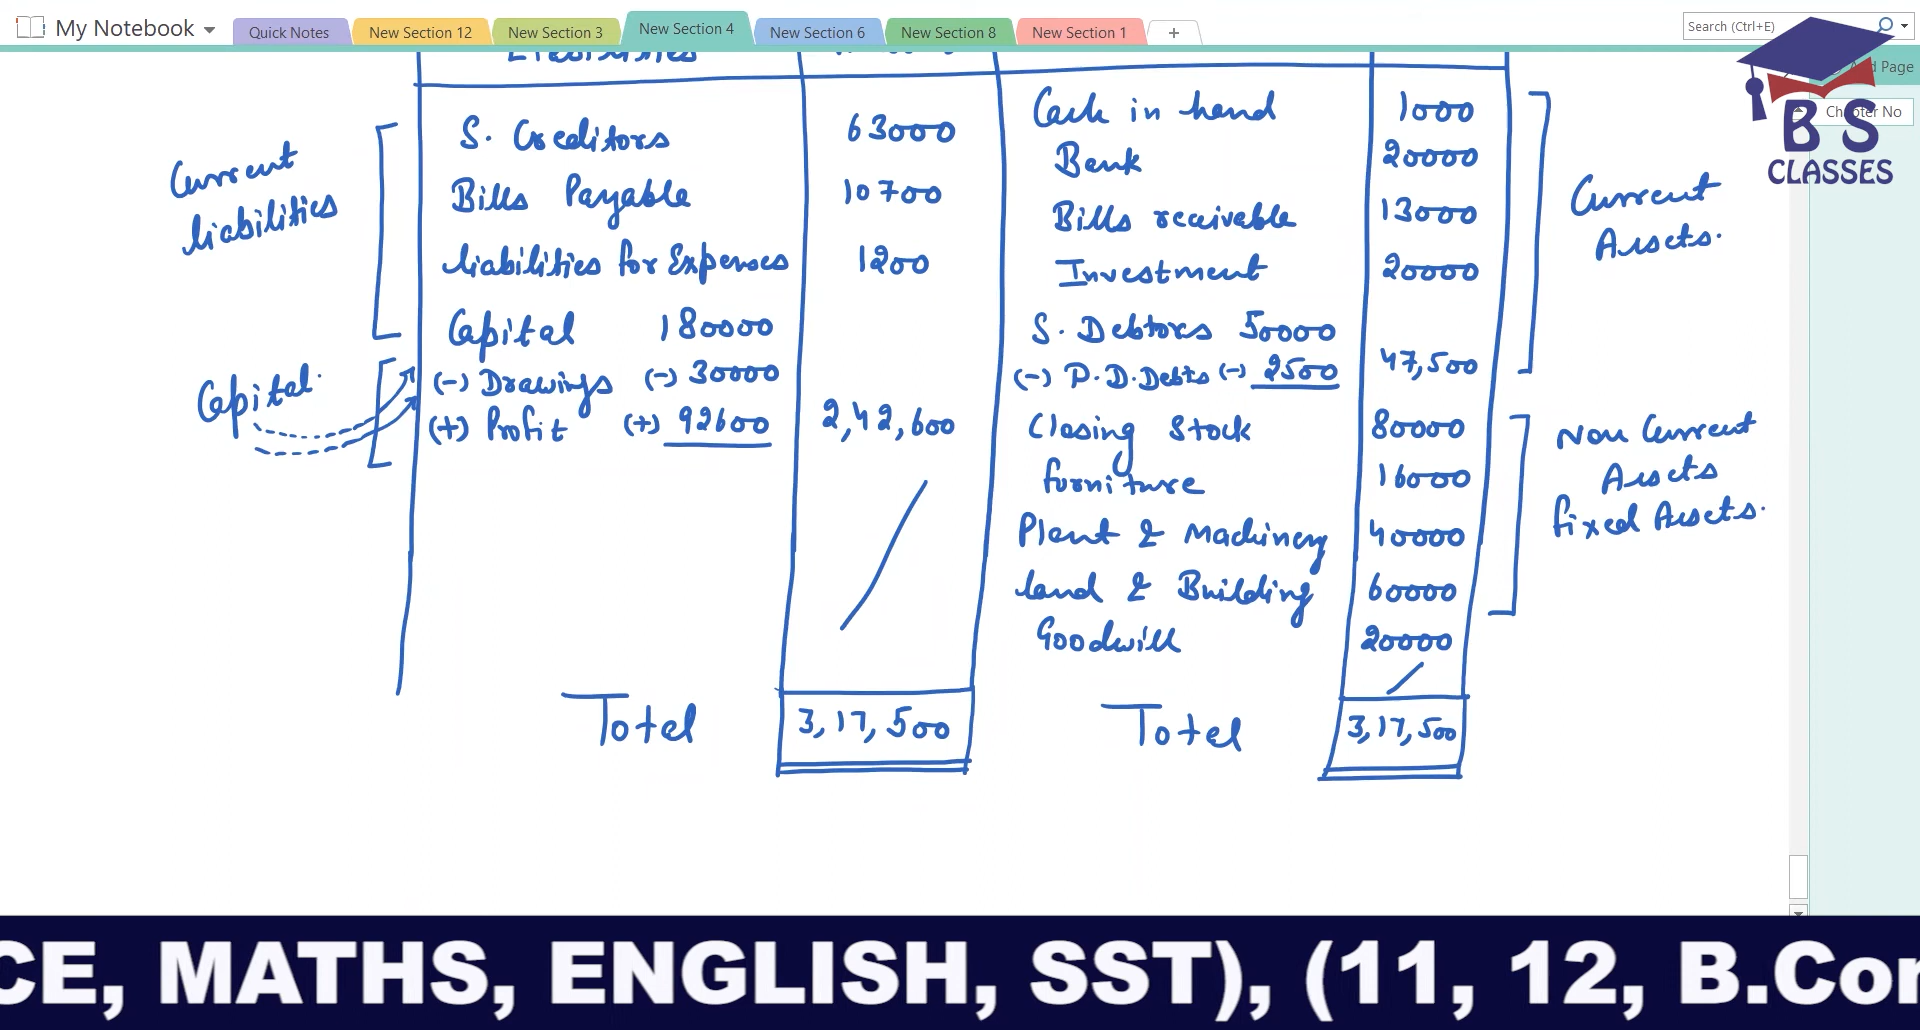 My Notebook
Quick Notes
New Section 12
New Section 3
New Section 4
New Section 6
New Section 8
New Section 1
+
Search (Ctrl+E)
Page
B S
CLASSES
Liabilities
Current
liabilities
S. Creditors 63000
Bills Payable 10700
liabilities for Expenses 1200
Capital 180000
Capital.
(-) Drawings (-) 30000
(+) Profit (+) 92600 2,42,600
Total 3,17,500
Cash in hand 1000
Bank 20000
Bills receivable 13000
Investment 20000
S. Debtors 50000
(-) P.D.Debts (-) 2500 47,500
Closing Stock 80000
furniture 16000
Plant & Machinery 40000
land & Building 60000
Goodwill 20000
Total 3,17,500
Current
Assets.
Non Current
Assets
fixed Assets.
CE, MATHS, ENGLISH, SST), (11, 12, B.Con